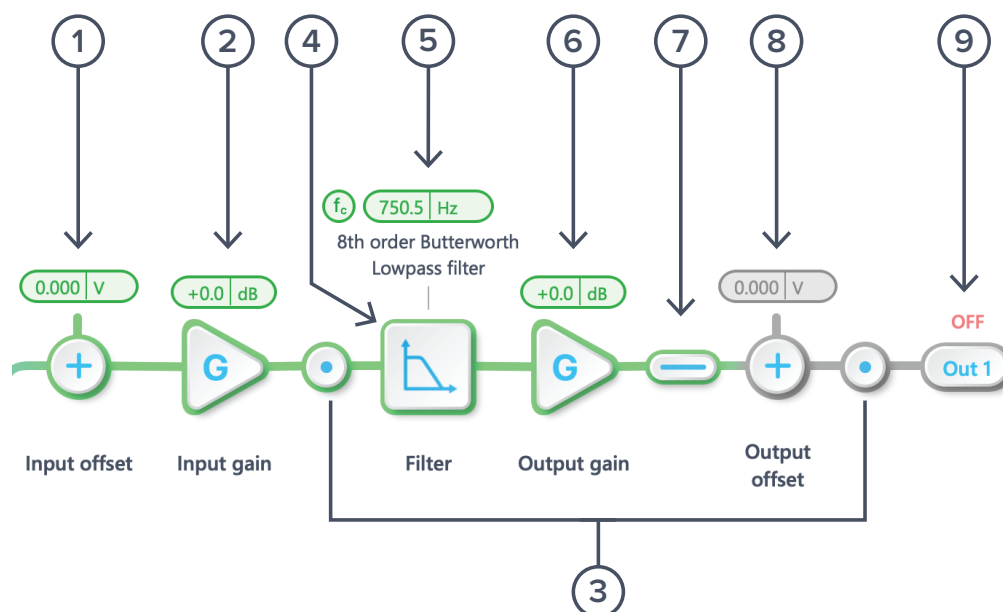 1 2 4 5 6 7 8 9
fc 750.5 Hz
8th order Butterworth
Lowpass filter
0.000 V
+0.0 dB
+0.0 dB
0.000 V
OFF
G
G
Out 1
Input offset
Input gain
Filter
Output gain
Output
offset
3